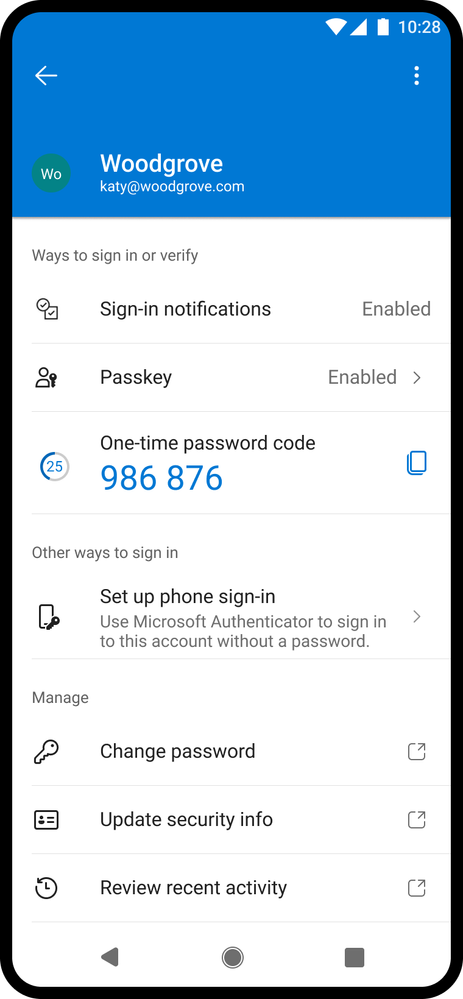 10:28
Wo
Woodgrove
katy@woodgrove.com
Ways to sign in or verify
Sign-in notifications Enabled
Passkey Enabled
One-time password code
25
986 876
Other ways to sign in
Set up phone sign-in
Use Microsoft Authenticator to sign in
to this account without a password.
Manage
Change password
Update security info
Review recent activity